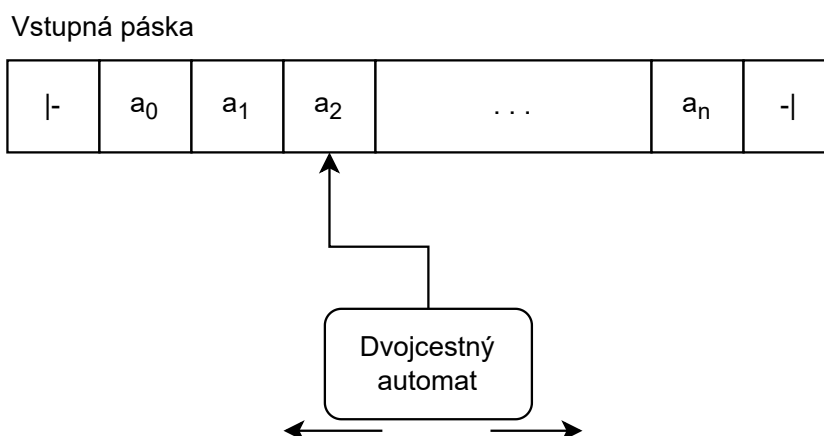 Vstupná páska
|- a₀ a₁ a₂ . . . aₙ -|
Dvojcestný
automat